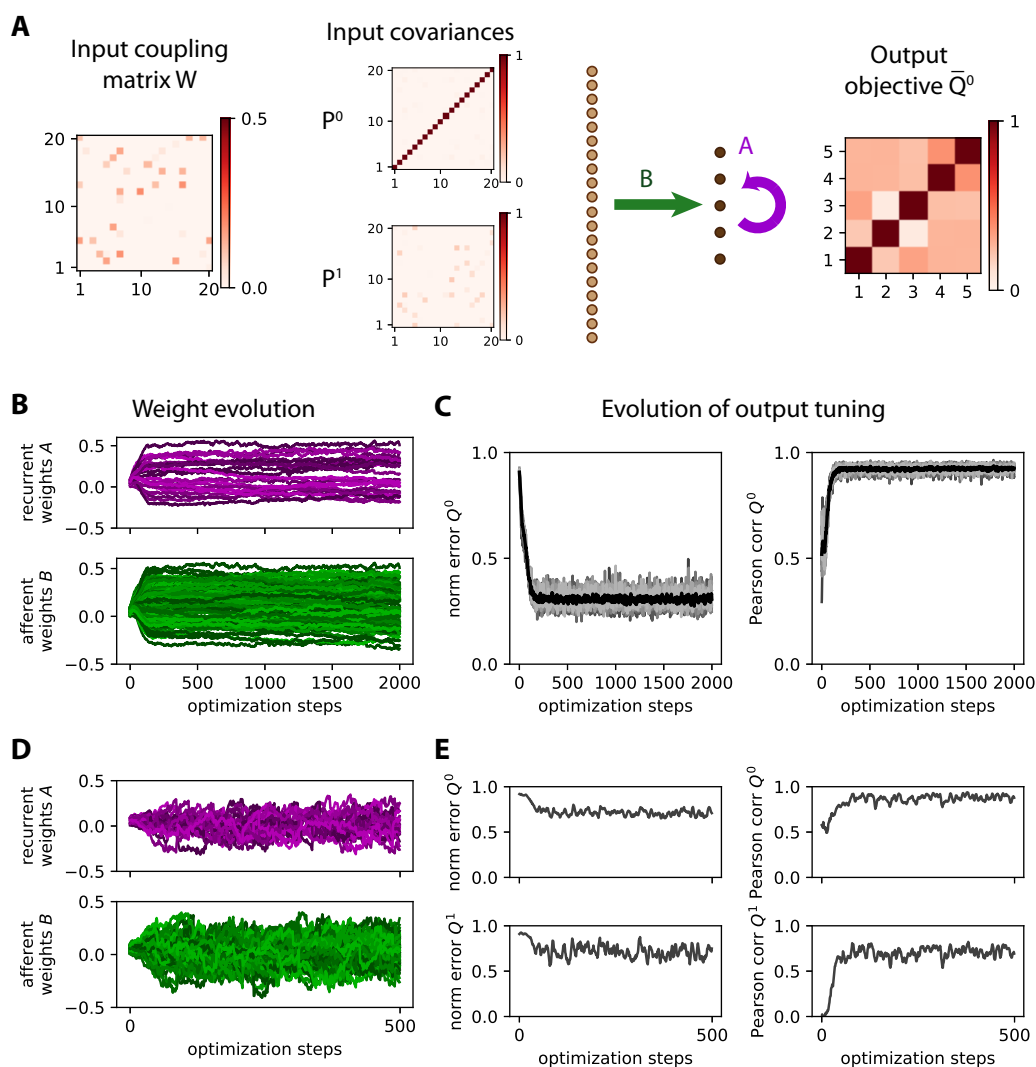 A
Input coupling
matrix W
20
10
1
1
10
20
0.5
0.0
Input covariances
P⁰
20
10
1
1
10
20
1
0
P¹
20
10
1
1
10
20
1
0
B
A
Output
objective Q̅⁰
5
4
3
2
1
1
2
3
4
5
1
0
B
Weight evolution
recurrent
weights A
0.5
0.0
−0.5
afferent
weights B
0.5
0.0
−0.5
0
500
1000
1500
2000
optimization steps
C
Evolution of output tuning
norm error Q⁰
1.0
0.5
0.0
0
500
1000
1500
2000
optimization steps
Pearson corr Q⁰
1.0
0.5
0.0
0
500
1000
1500
2000
optimization steps
D
recurrent
weights A
0.5
0.0
−0.5
afferent
weights B
0.5
0.0
−0.5
0
500
optimization steps
E
norm error Q⁰
1.0
0.5
0.0
Pearson corr Q⁰
1.0
0.5
0.0
norm error Q¹
1.0
0.5
0.0
0
500
optimization steps
Pearson corr Q¹
1.0
0.5
0.0
0
500
optimization steps